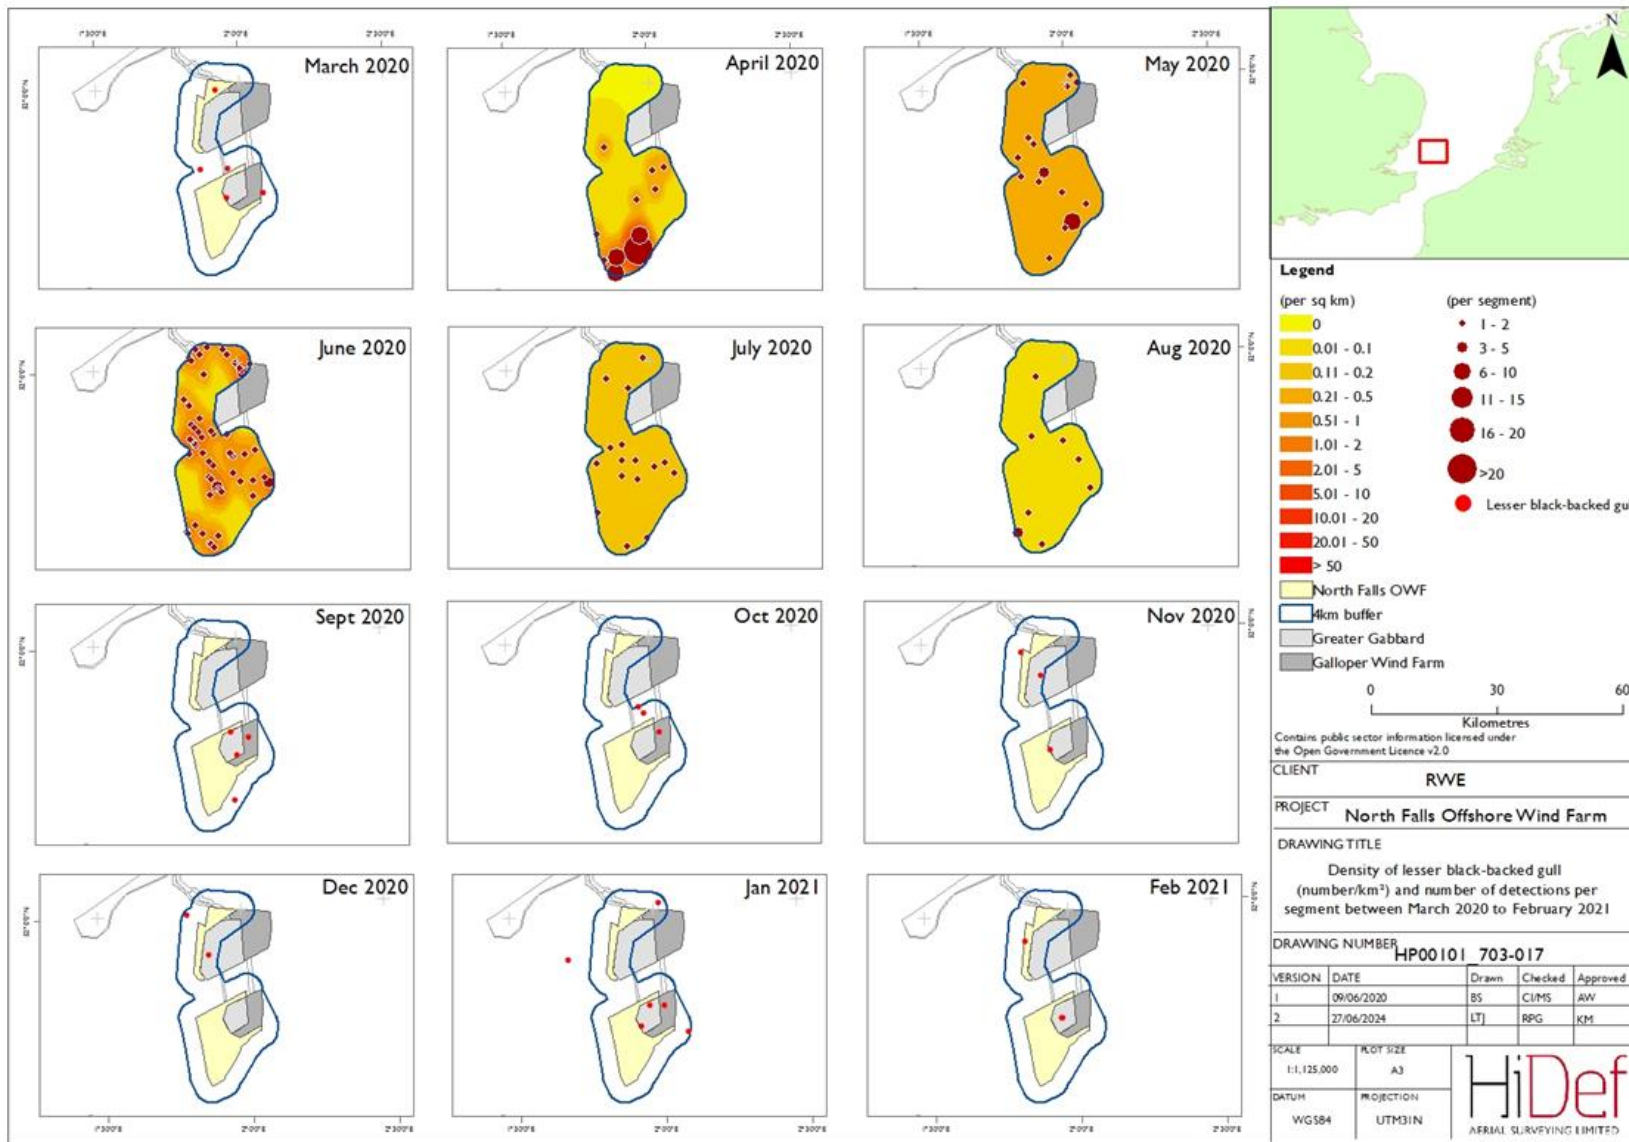 March 2020
April 2020
May 2020
June 2020
July 2020
Aug 2020
Sept 2020
Oct 2020
Nov 2020
Dec 2020
Jan 2021
Feb 2021
N
Legend
(per sq km)
0
0.01 - 0.1
0.11 - 0.2
0.21 - 0.5
0.51 - 1
1.01 - 2
2.01 - 5
5.01 - 10
10.01 - 20
20.01 - 50
> 50
North Falls OWF
4km buffer
Greater Gabbard
Galloper Wind Farm
(per segment)
1 - 2
3 - 5
6 - 10
11 - 15
16 - 20
>20
Lesser black-backed gul
0 30 60
Kilometres
Contains public sector information licensed under
the Open Government Licence v2.0
CLIENT
RWE
PROJECT
North Falls Offshore Wind Farm
DRAWING TITLE
Density of lesser black-backed gull
(number/km²) and number of detections per
segment between March 2020 to February 2021
DRAWING NUMBER
HP00101_703-017
VERSION DATE Drawn Checked Approved
1 09/06/2020 BS CI/MS AW
2 27/06/2024 LTJ RPG KM
SCALE
1:1,125,000
PLOT SIZE
A3
DATUM
WGS84
PROJECTION
UTM31N
HiDef
AERIAL SURVEYING LIMITED